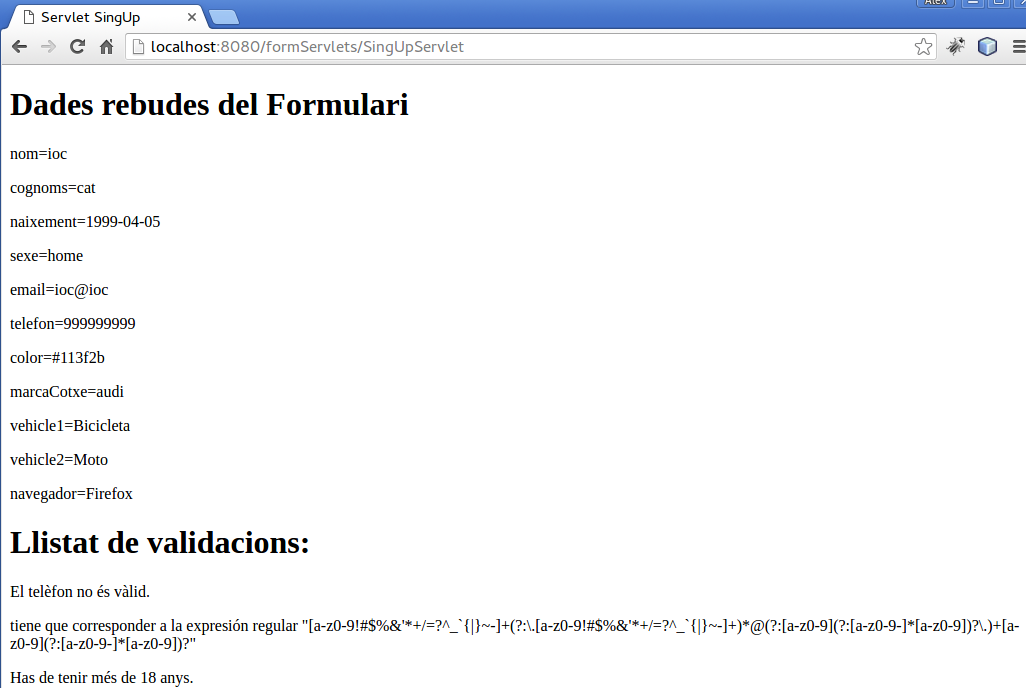 Alex
Servlet SingUp
localhost:8080/formServlets/SingUpServlet
Dades rebudes del Formulari
nom=ioc
cognoms=cat
naixement=1999-04-05
sexe=home
email=ioc@ioc
telefon=999999999
color=#113f2b
marcaCotxe=audi
vehicle1=Bicicleta
vehicle2=Moto
navegador=Firefox
Llistat de validacions:
El telèfon no és vàlid.
tiene que corresponder a la expresión regular "[a-z0-9!#$%&'*+/=?^_`{|}~-]+(?:\.[a-z0-9!#$%&'*+/=?^_`{|}~-]+)*@(?:[a-z0-9](?:[a-z0-9-]*[a-z0-9])?\.)+[a-
z0-9](?:[a-z0-9-]*[a-z0-9])?"
Has de tenir més de 18 anys.